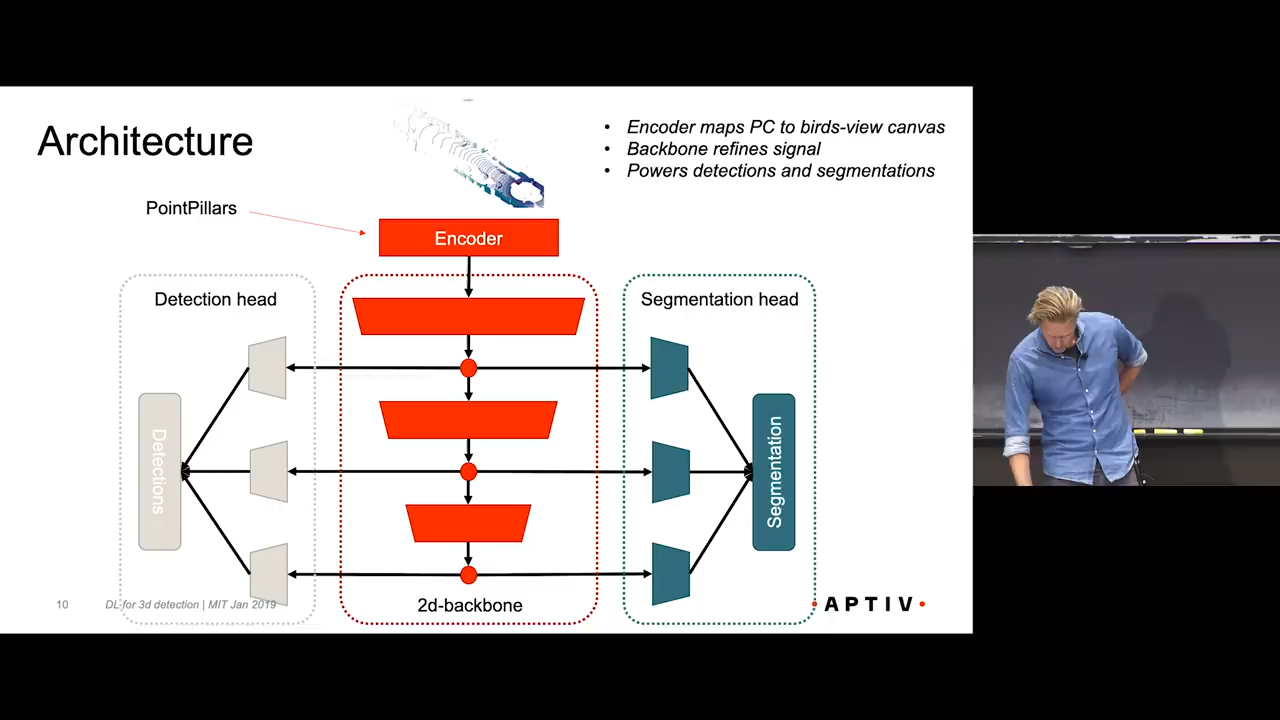 Architecture
• Encoder maps PC to birds-view canvas
• Backbone refines signal
• Powers detections and segmentations
PointPillars
Encoder
Detection head
Segmentation head
Detections
Segmentation
2d-backbone
10
DL for 3d detection | MIT Jan 2019
• A P T I V •